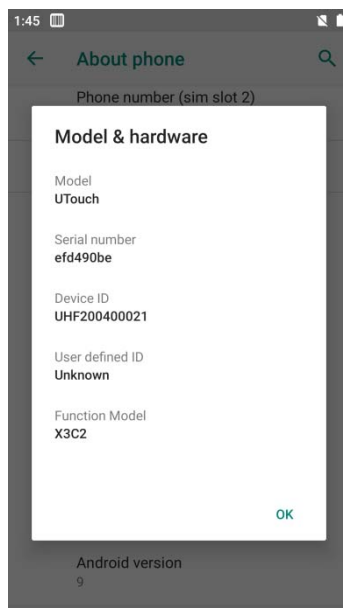 1:45
About phone
Phone number (sim slot 2)
Model & hardware
Model
UTouch
Serial number
efd490be
Device ID
UHF200400021
User defined ID
Unknown
Function Model
X3C2
OK
Android version
9